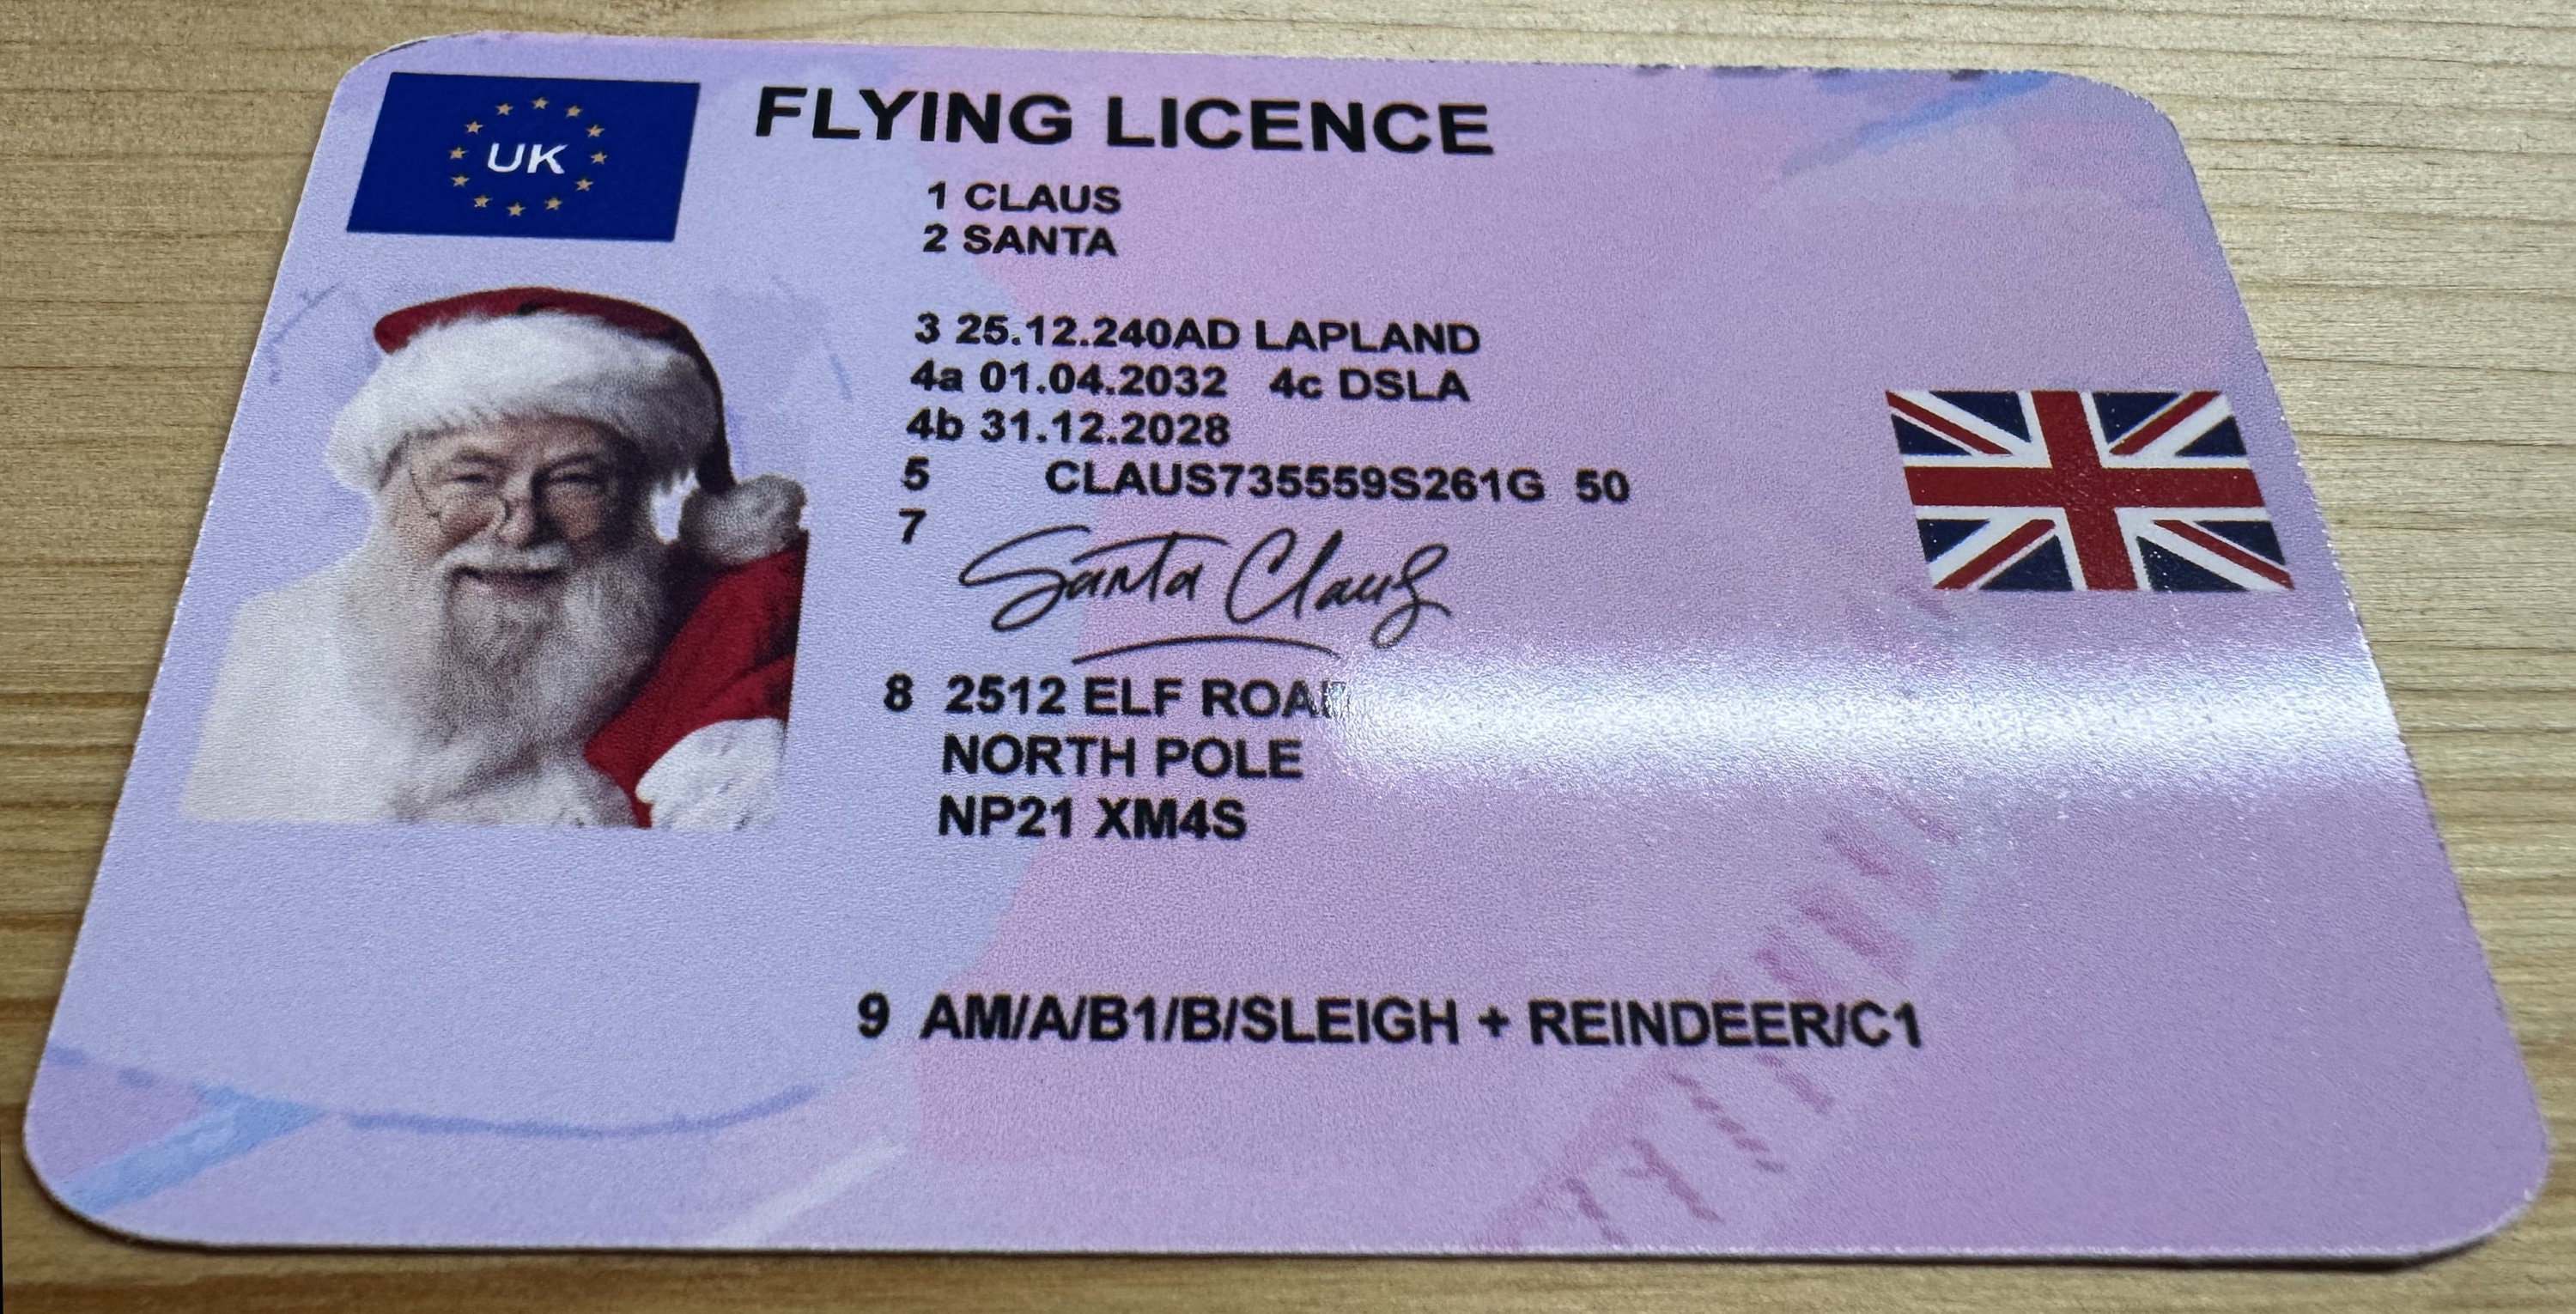 UK
FLYING LICENCE
1 CLAUS
2 SANTA
3 25.12.240AD LAPLAND
4a 01.04.2032 4c DSLA
4b 31.12.2028
5 CLAUS735559S261G 50
7
Santa Claus
8 2512 ELF ROAD
NORTH POLE
NP21 XM4S
9 AM/A/B1/B/SLEIGH + REINDEER/C1